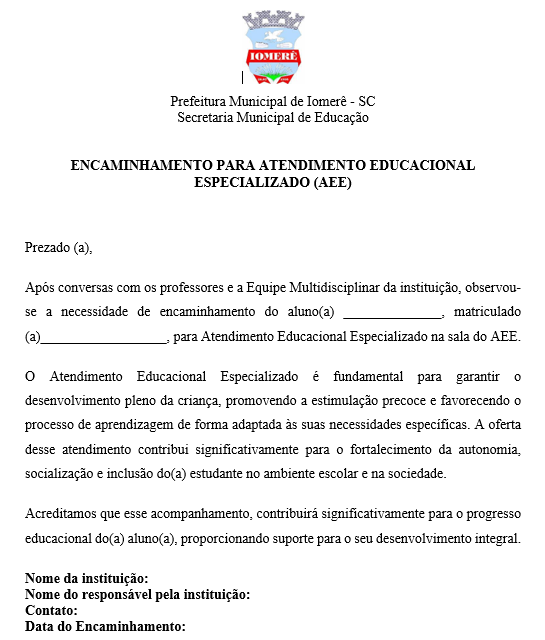 IOMERÊ
Prefeitura Municipal de Iomerê - SC
Secretaria Municipal de Educação
ENCAMINHAMENTO PARA ATENDIMENTO EDUCACIONAL
ESPECIALIZADO (AEE)
Prezado (a),
Após conversas com os professores e a Equipe Multidisciplinar da instituição, observou-
se a necessidade de encaminhamento do aluno(a) ______________, matriculado
(a)__________________, para Atendimento Educacional Especializado na sala do AEE.
O Atendimento Educacional Especializado é fundamental para garantir o
desenvolvimento pleno da criança, promovendo a estimulação precoce e favorecendo o
processo de aprendizagem de forma adaptada às suas necessidades específicas. A oferta
desse atendimento contribui significativamente para o fortalecimento da autonomia,
socialização e inclusão do(a) estudante no ambiente escolar e na sociedade.
Acreditamos que esse acompanhamento, contribuirá significativamente para o progresso
educacional do(a) aluno(a), proporcionando suporte para o seu desenvolvimento integral.
Nome da instituição:
Nome do responsável pela instituição:
Contato:
Data do Encaminhamento: